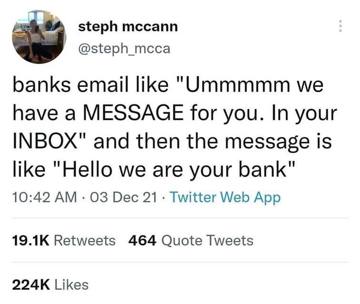 steph mccann
@steph_mcca
banks email like "Ummmmm we
have a MESSAGE for you. In your
INBOX" and then the message is
like "Hello we are your bank"
10:42 AM · 03 Dec 21 · Twitter Web App
19.1K Retweets 464 Quote Tweets
224K Likes